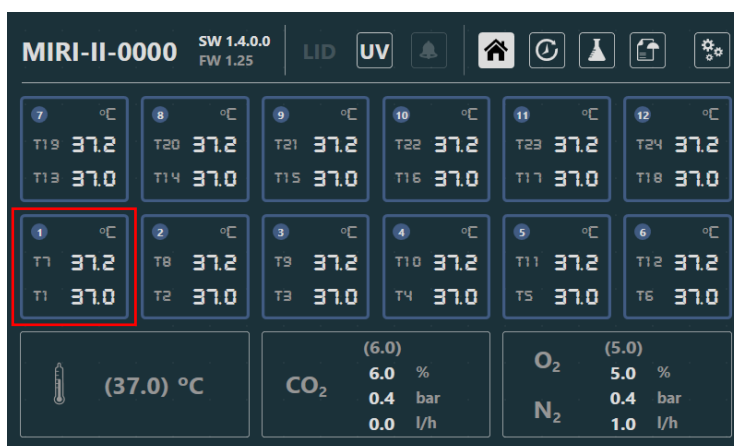 MIRI-II-0000 SW 1.4.0.0 LID UV
FW 1.25
7 °C 8 °C 9 °C 10 °C 11 °C 12 °C
T19 37.2 T20 37.2 T21 37.2 T22 37.2 T23 37.2 T24 37.2
T13 37.0 T14 37.0 T15 37.0 T16 37.0 T17 37.0 T18 37.0
1 °C 2 °C 3 °C 4 °C 5 °C 6 °C
T7 37.2 T8 37.2 T9 37.2 T10 37.2 T11 37.2 T12 37.2
T1 37.0 T2 37.0 T3 37.0 T4 37.0 T5 37.0 T6 37.0
(37.0) °C
(6.0)
CO₂
6.0 %
0.4 bar
0.0 l/h
(5.0)
O₂ 5.0 %
0.4 bar
N₂ 1.0 l/h